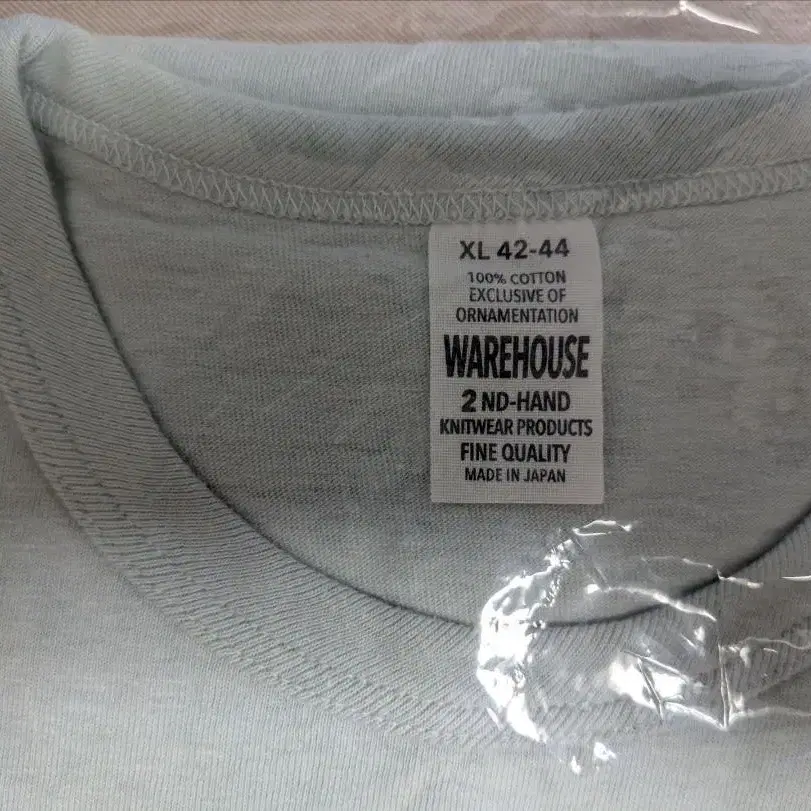 XL 42-44
100% COTTON
EXCLUSIVE OF
ORNAMENTATION
WAREHOUSE
2 ND-HAND
KNITWEAR PRODUCTS
FINE QUALITY
MADE IN JAPAN